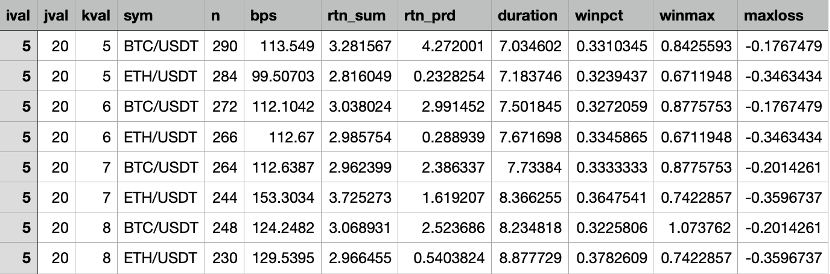 ival jval kval sym n bps rtn_sum rtn_prd duration winpct winmax maxloss
5 20 5 BTC/USDT 290 113.549 3.281567 4.272001 7.034602 0.3310345 0.8425593 -0.1767479
5 20 5 ETH/USDT 284 99.50703 2.816049 0.2328254 7.183746 0.3239437 0.6711948 -0.3463434
5 20 6 BTC/USDT 272 112.1042 3.038024 2.991452 7.501845 0.3272059 0.8775753 -0.1767479
5 20 6 ETH/USDT 266 112.67 2.985754 0.288939 7.671698 0.3345865 0.6711948 -0.3463434
5 20 7 BTC/USDT 264 112.6387 2.962399 2.386337 7.73384 0.3333333 0.8775753 -0.2014261
5 20 7 ETH/USDT 244 153.3034 3.725273 1.619207 8.366255 0.3647541 0.7422857 -0.3596737
5 20 8 BTC/USDT 248 124.2482 3.068931 2.523686 8.234818 0.3225806 1.073762 -0.2014261
5 20 8 ETH/USDT 230 129.5395 2.966455 0.5403824 8.877729 0.3782609 0.7422857 -0.3596737